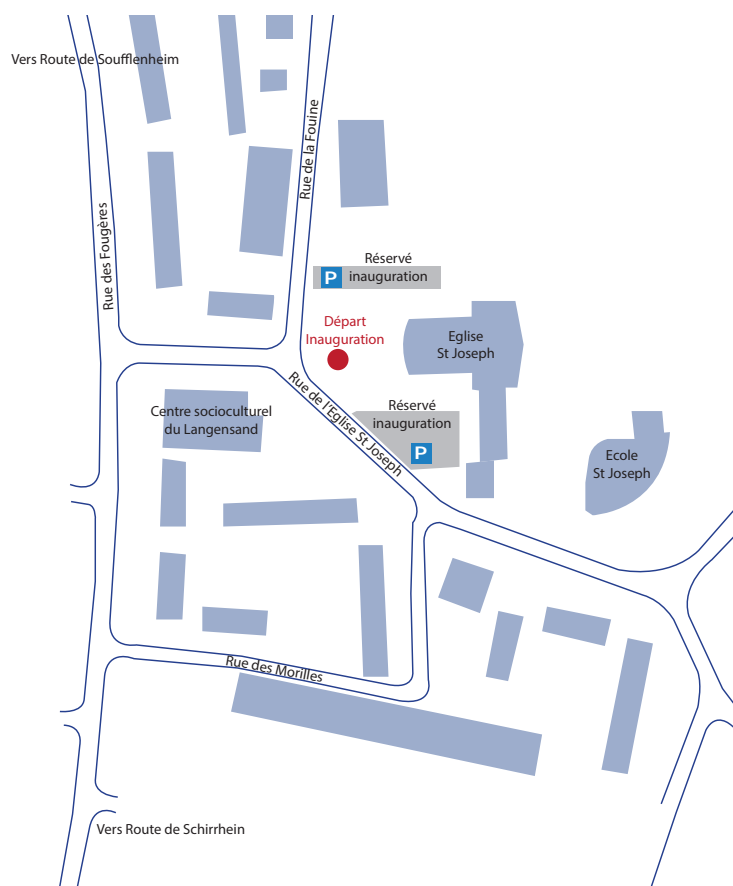 Vers Route de Soufflenheim
Rue de la Fouine
Rue des Fougères
Réservé
P inauguration
Départ
Inauguration
Eglise
St Joseph
Rue de l'Eglise St Joseph
Réservé
inauguration
P
Centre socioculturel
du Langensand
Ecole
St Joseph
Rue des Morilles
Vers Route de Schirrhein